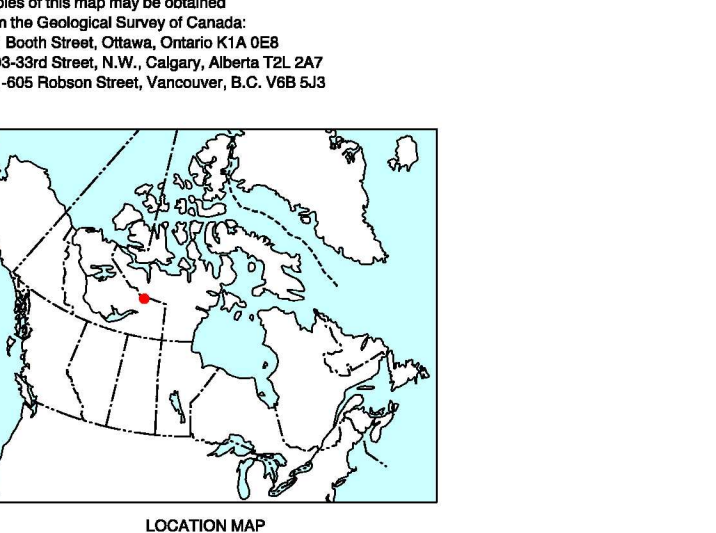 pies of this map may be obtained
m the Geological Survey of Canada:
Booth Street, Ottawa, Ontario K1A 0E8
03-33rd Street, N.W., Calgary, Alberta T2L 2A7
-605 Robson Street, Vancouver, B.C. V6B 5J3
LOCATION MAP